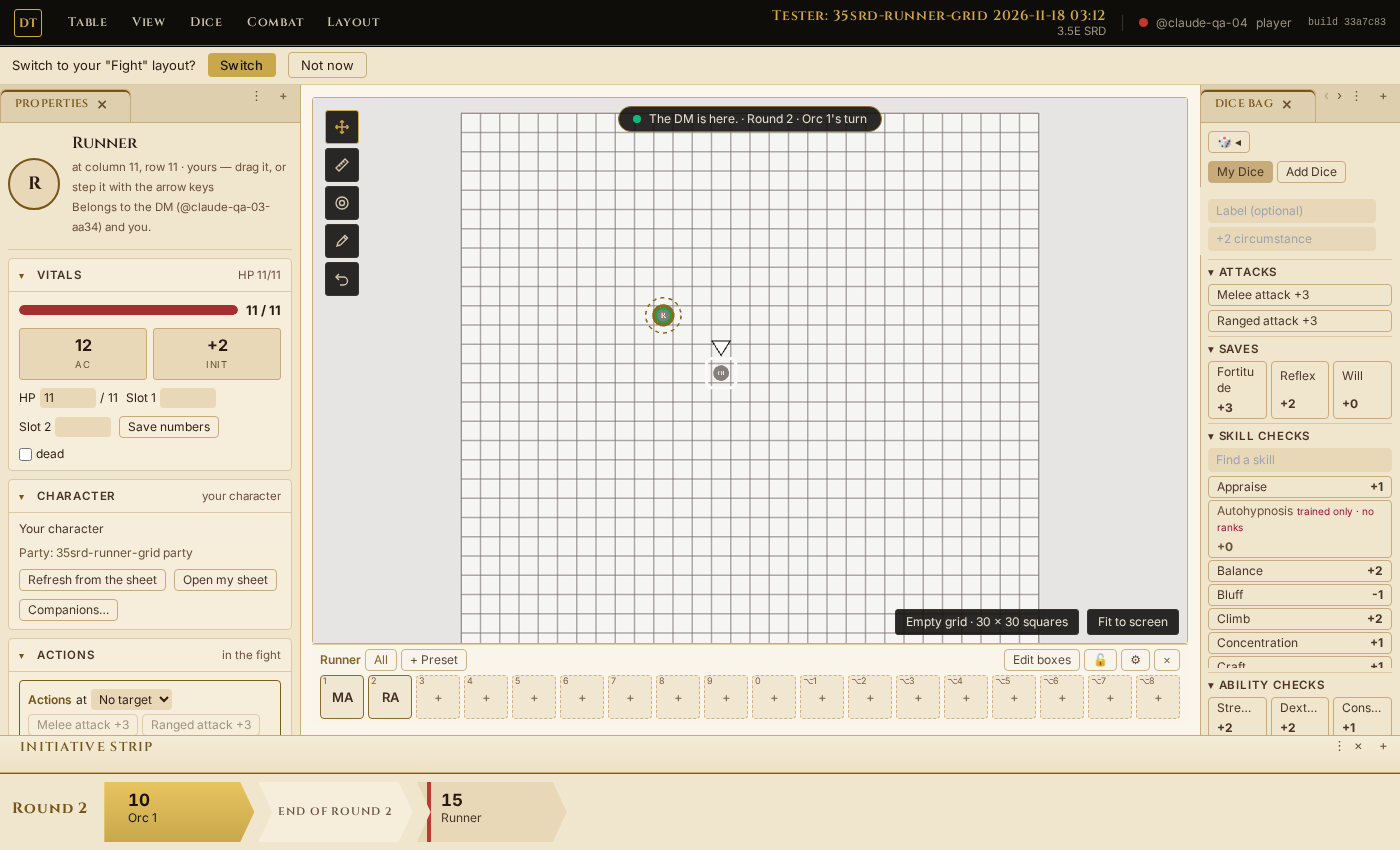 DT TABLE VIEW DICE COMBAT LAYOUT
TESTER: 35SRD-RUNNER-GRID 2026-11-18 03:12
3.5E SRD
@claude-qa-04 player
build 33a7c83
Switch to your "Fight" layout? Switch Not now
PROPERTIES ×
RUNNER
R
at column 11, row 11 · yours — drag it, or
step it with the arrow keys
Belongs to the DM (@claude-qa-03-
aa34) and you.
VITALS HP 11/11
11 / 11
12
AC
+2
INIT
HP 11 / 11 Slot 1
Slot 2 Save numbers
dead
CHARACTER your character
Your character
Party: 35srd-runner-grid party
Refresh from the sheet Open my sheet
Companions...
ACTIONS in the fight
Actions at No target
Melee attack +3 Ranged attack +3
The DM is here. · Round 2 · Orc 1's turn
R
Empty grid · 30 × 30 squares Fit to screen
Runner All + Preset Edit boxes ×
1 2 3 4 5 6 7 8 9 0 ⌥1 ⌥2 ⌥3 ⌥4 ⌥5 ⌥6 ⌥7 ⌥8
MA RA + + + + + + + + + + + + + + + +
DICE BAG ×
My Dice Add Dice
Label (optional)
+2 circumstance
ATTACKS
Melee attack +3
Ranged attack +3
SAVES
Fortitu
de
+3
Reflex
+2
Will
+0
SKILL CHECKS
Find a skill
Appraise +1
Autohypnosis trained only · no
ranks
+0
Balance +2
Bluff -1
Climb +2
Concentration +1
Craft +1
ABILITY CHECKS
Stre... Dext... Cons...
+2 +2 +1
INITIATIVE STRIP
ROUND 2
10
Orc 1
END OF ROUND 2
15
Runner